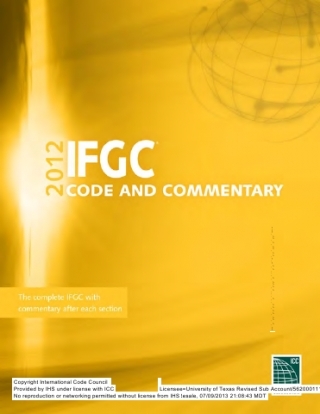 2012
IFGC
CODE AND COMMENTARY
The complete IFGC with
commentary after each section
ICC
Copyright International Code Council
Provided by IHS under license with ICC
Licensee=University of Texas Revised Sub Account/56260011
No reproduction or networking permitted without license from IHS
Not for Resale, 07/09/2013 21:08:43 MDT